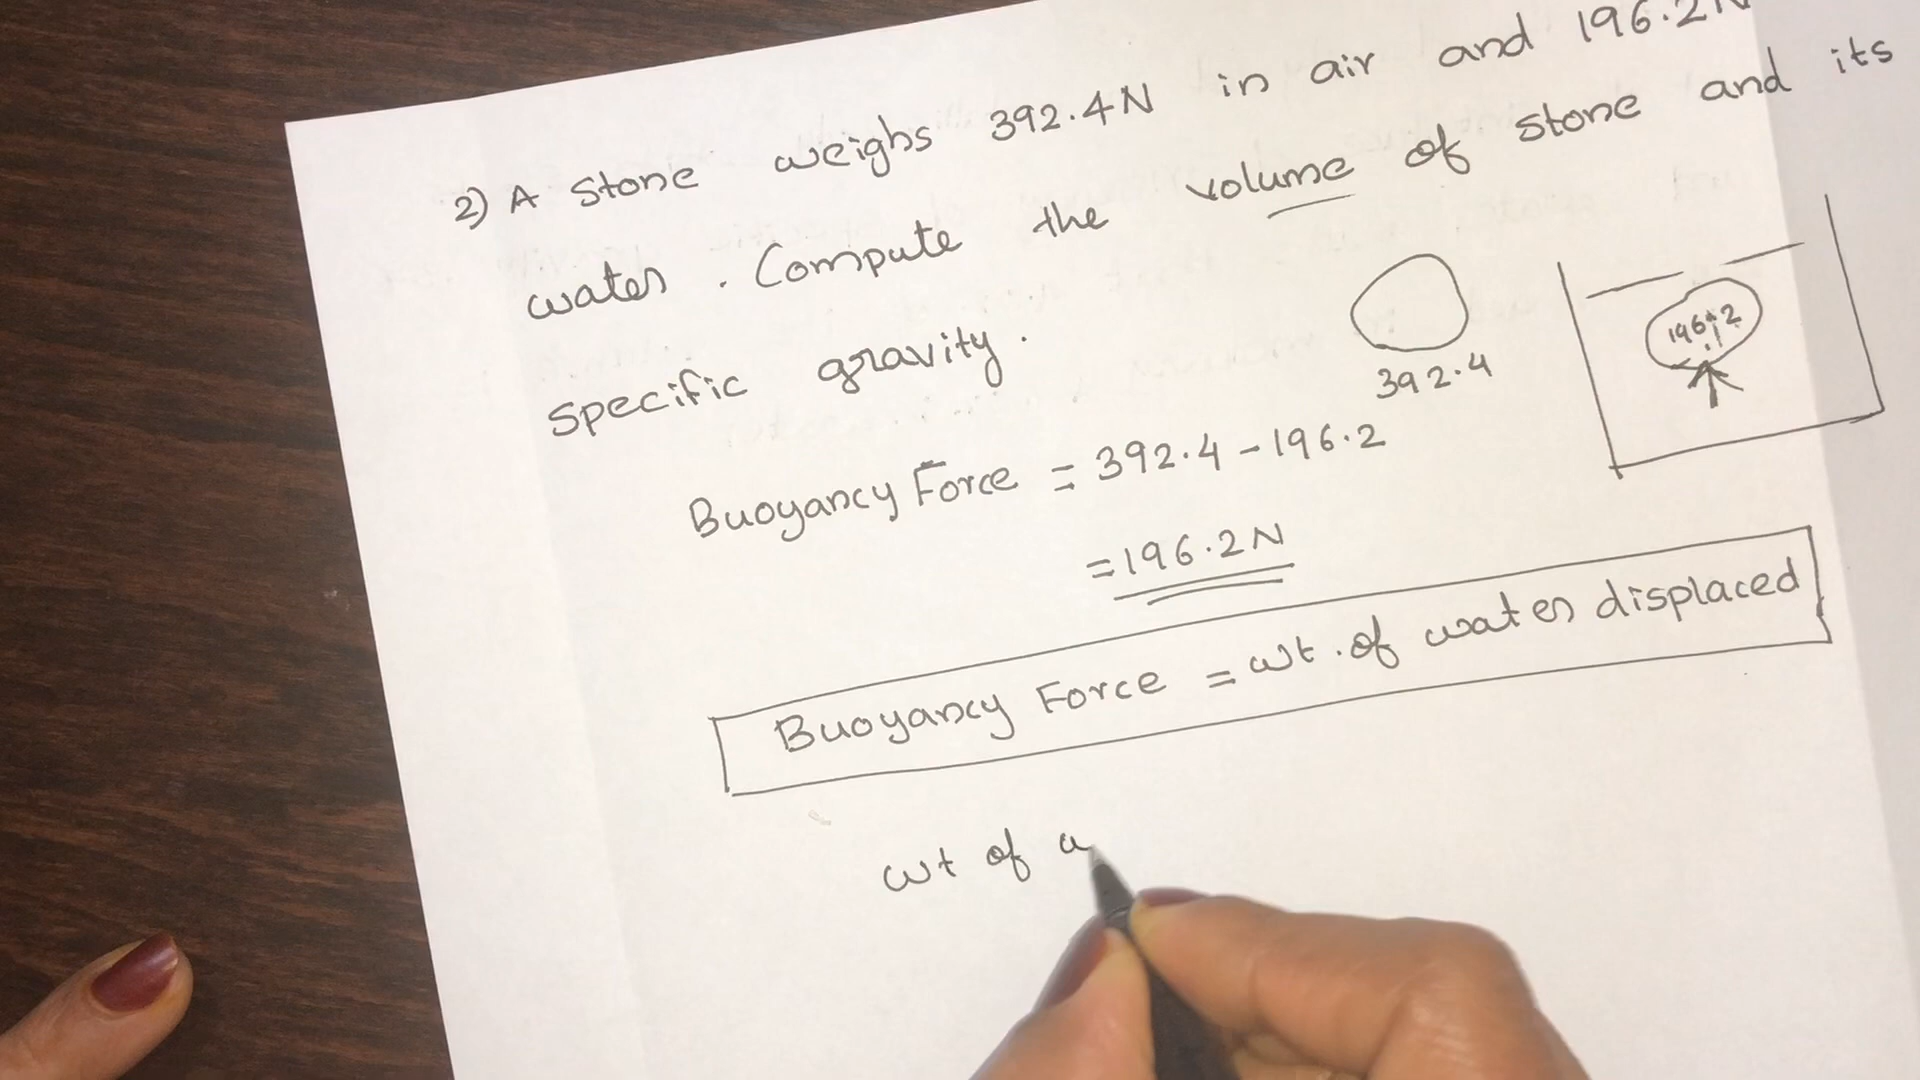 2) A stone weighs 392.4N in air and 196.2N
water. Compute the volume of stone and its
specific gravity.
392.4
196.2
Buoyancy Force = 392.4 - 196.2
= 196.2 N
Buoyancy Force = wt. of water displaced
wt of